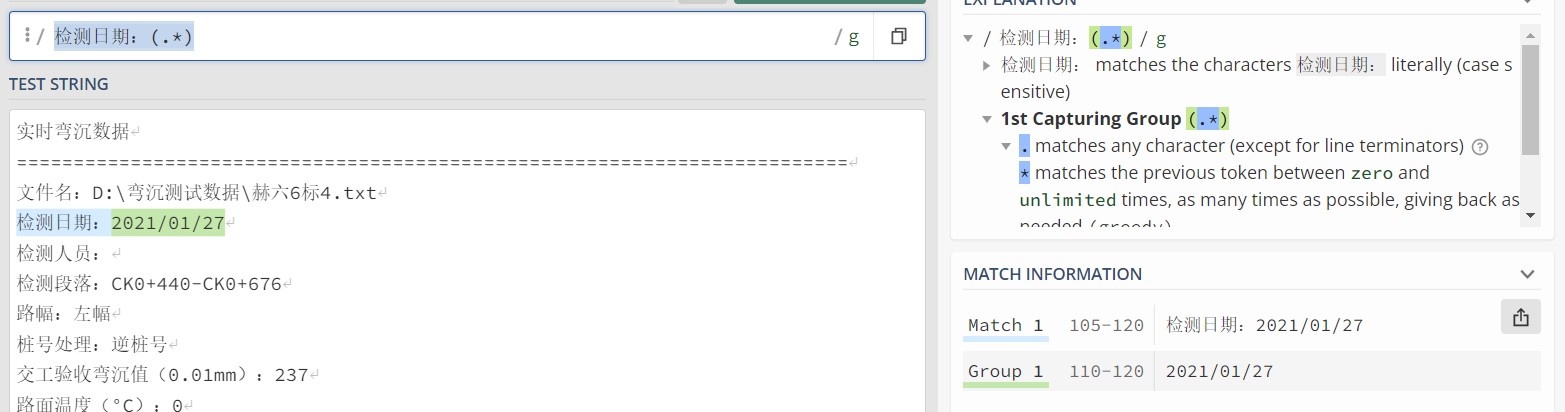 EXPLANATION
/ 检测日期：(.*) / g
/ 检测日期：(.*) / g
检测日期： matches the characters 检测日期： literally (case s
ensitive)
1st Capturing Group (.*)
. matches any character (except for line terminators)
* matches the previous token between zero and
unlimited times, as many times as possible, giving back as
needed (greedy)
TEST STRING
实时弯沉数据
=========================================================================
文件名：D:\弯沉测试数据\赫六6标4.txt
检测日期：2021/01/27
检测人员：
检测段落：CK0+440-CK0+676
路幅：左幅
桩号处理：逆桩号
交工验收弯沉值（0.01mm）：237
路面温度（°C）：0
MATCH INFORMATION
Match 1 105-120 检测日期：2021/01/27
Group 1 110-120 2021/01/27